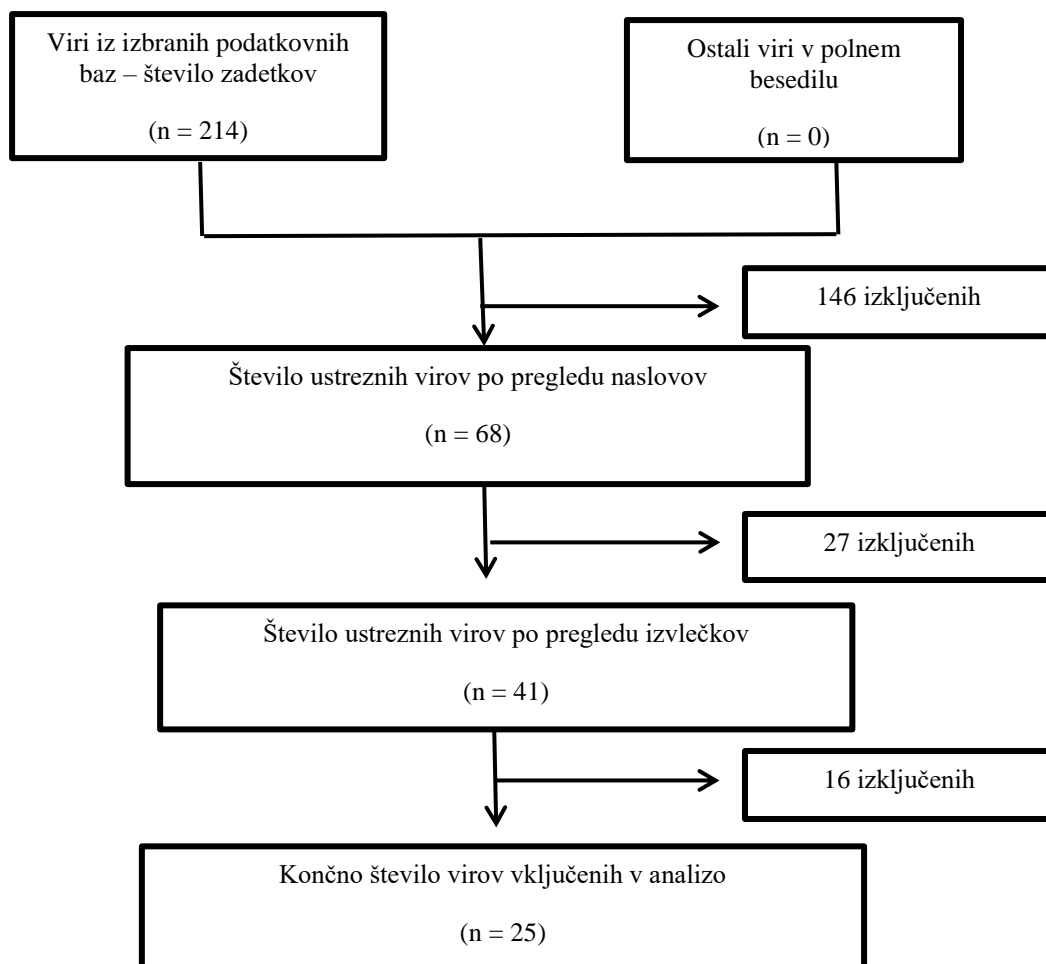 Viri iz izbranih podatkovnih
baz – število zadetkov
(n = 214)
Ostali viri v polnem
besedilu
(n = 0)
146 izključenih
Število ustreznih virov po pregledu naslovov
(n = 68)
27 izključenih
Število ustreznih virov po pregledu izvlečkov
(n = 41)
16 izključenih
Končno število virov vključenih v analizo
(n = 25)